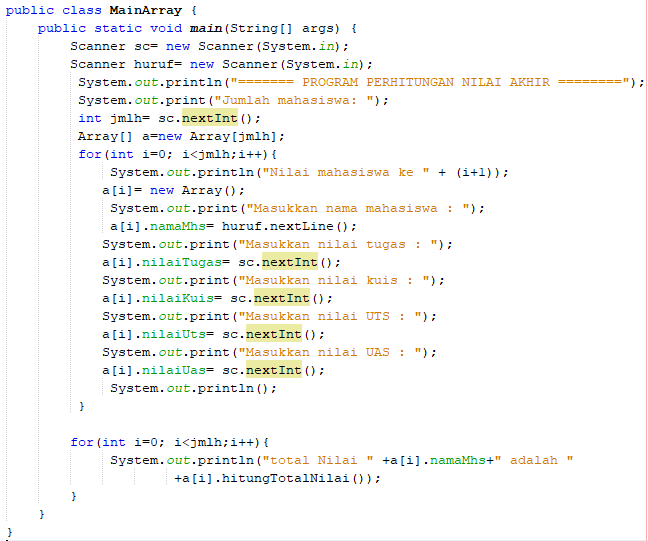 public class MainArray {
    public static void main(String[] args) {
        Scanner sc= new Scanner(System.in);
        Scanner huruf= new Scanner(System.in);
         System.out.println("======= PROGRAM PERHITUNGAN NILAI AKHIR ========");
         System.out.print("Jumlah mahasiswa: ");
         int jmlh= sc.nextInt();
         Array[] a=new Array[jmlh];
         for(int i=0; i<jmlh;i++){
             System.out.println("Nilai mahasiswa ke " + (i+1));
            a[i]= new Array();
             System.out.print("Masukkan nama mahasiswa : ");
             a[i].namaMhs= huruf.nextLine();
            System.out.print("Masukkan nilai tugas : ");
            a[i].nilaiTugas= sc.nextInt();
            System.out.print("Masukkan nilai kuis : ");
            a[i].nilaiKuis= sc.nextInt();
            System.out.print("Masukkan nilai UTS : ");
            a[i].nilaiUts= sc.nextInt();
            System.out.print("Masukkan nilai UAS : ");
            a[i].nilaiUas= sc.nextInt();
             System.out.println();
         }
        for(int i=0; i<jmlh;i++){
             System.out.println("total Nilai " +a[i].namaMhs+" adalah "
                     +a[i].hitungTotalNilai());
        }
    }
}